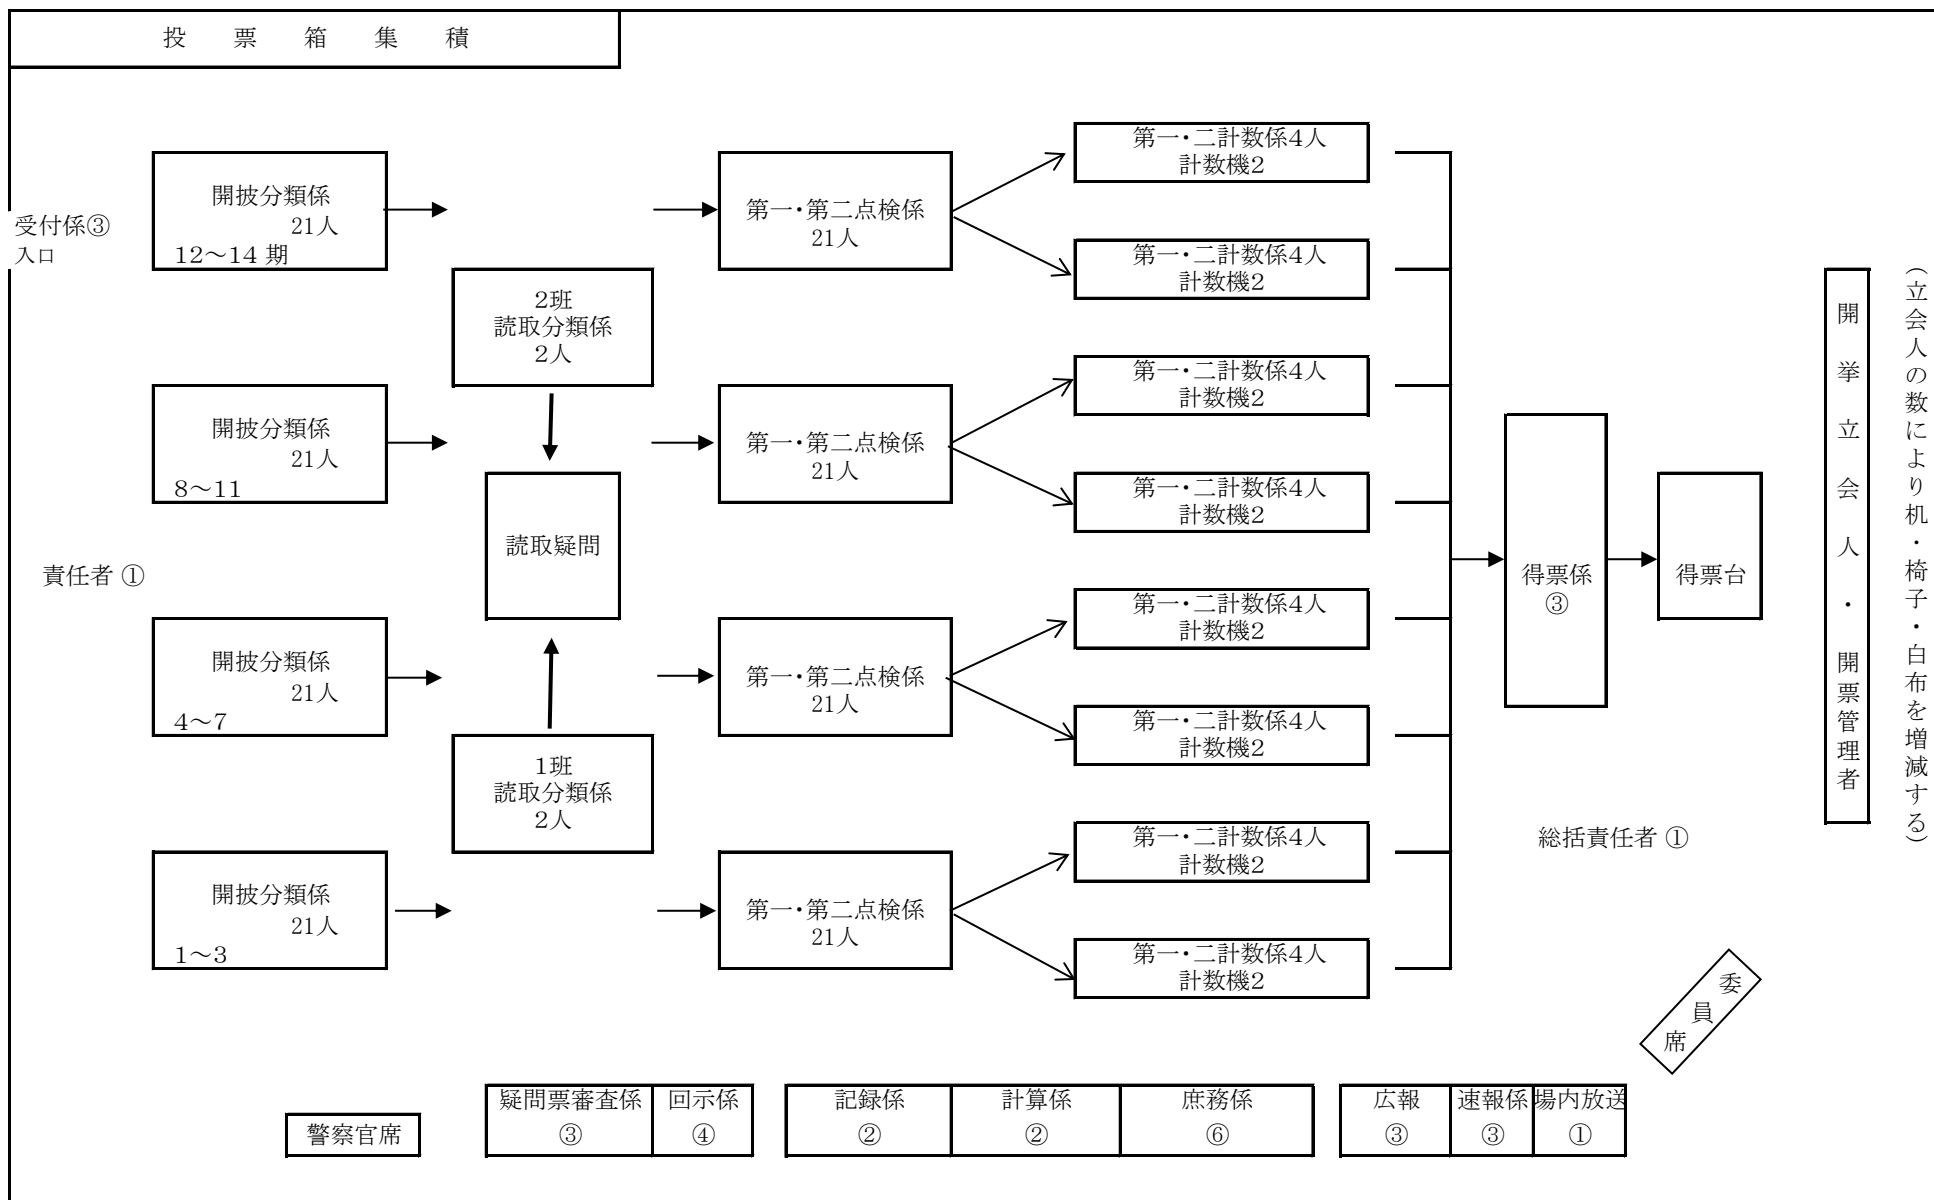 投票箱集積
受付係③
入口
開披分類係
21人
12～14 期
2班
読取分類係
2人
第一・第二点検係
21人
第一・二計数係4人
計数機2
第一・二計数係4人
計数機2
開披分類係
21人
8～11
第一・第二点検係
21人
第一・二計数係4人
計数機2
第一・二計数係4人
計数機2
読取疑問
責任者 ①
開披分類係
21人
4～7
1班
読取分類係
2人
第一・第二点検係
21人
第一・二計数係4人
計数機2
第一・二計数係4人
計数機2
開披分類係
21人
1～3
第一・第二点検係
21人
第一・二計数係4人
計数機2
第一・二計数係4人
計数機2
得票係
③
得票台
開挙立会人・開票管理者
（立会人の数により机・椅子・白布を増減する）
総括責任者 ①
委員席
警察官席
疑問票審査係
③
回示係
④
記録係
②
計算係
②
庶務係
⑥
広報
③
速報係
③
場内放送
①